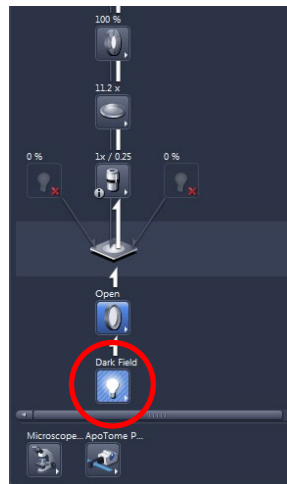 100 %
11.2 x
0 %
1x / 0.25
0 %
Open
Dark Field
Microscope... ApoTome P...